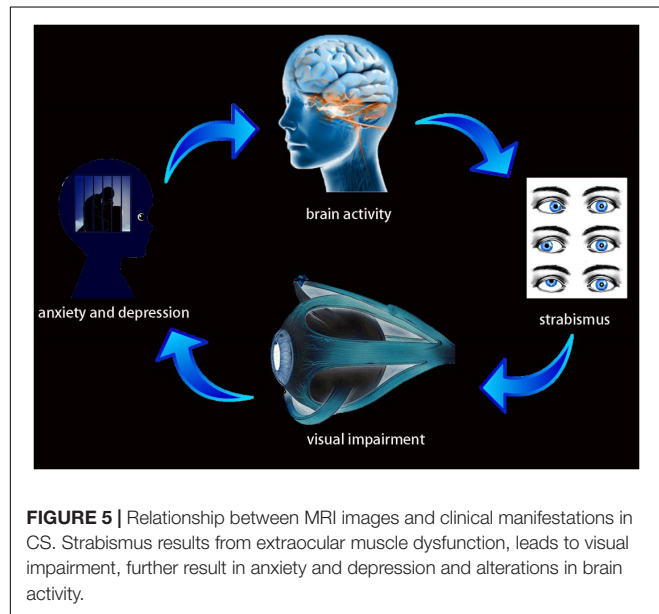 brain activity
anxiety and depression
strabismus
visual impairment
FIGURE 5 | Relationship between MRI images and clinical manifestations in
CS. Strabismus results from extraocular muscle dysfunction, leads to visual
impairment, further result in anxiety and depression and alterations in brain
activity.